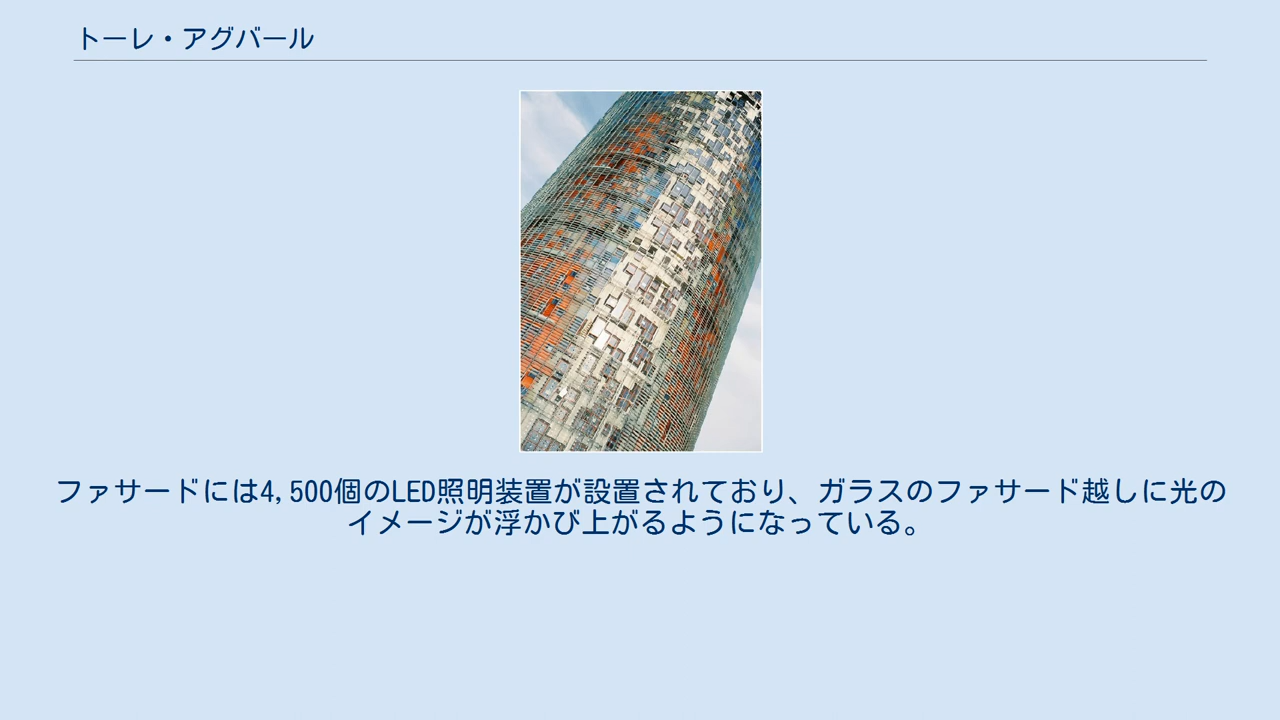 トーレ・アグバール
ファサードには4,500個のLED照明装置が設置されており、ガラスのファサード越しに光の
イメージが浮かび上がるようになっている。